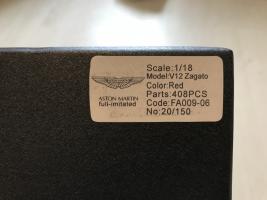 Scale:1/18
Model:V12 Zagato
Color:Red
Parts:408PCS
Code:FA009-06
No:20/150
ASTON MARTIN
full-imitated